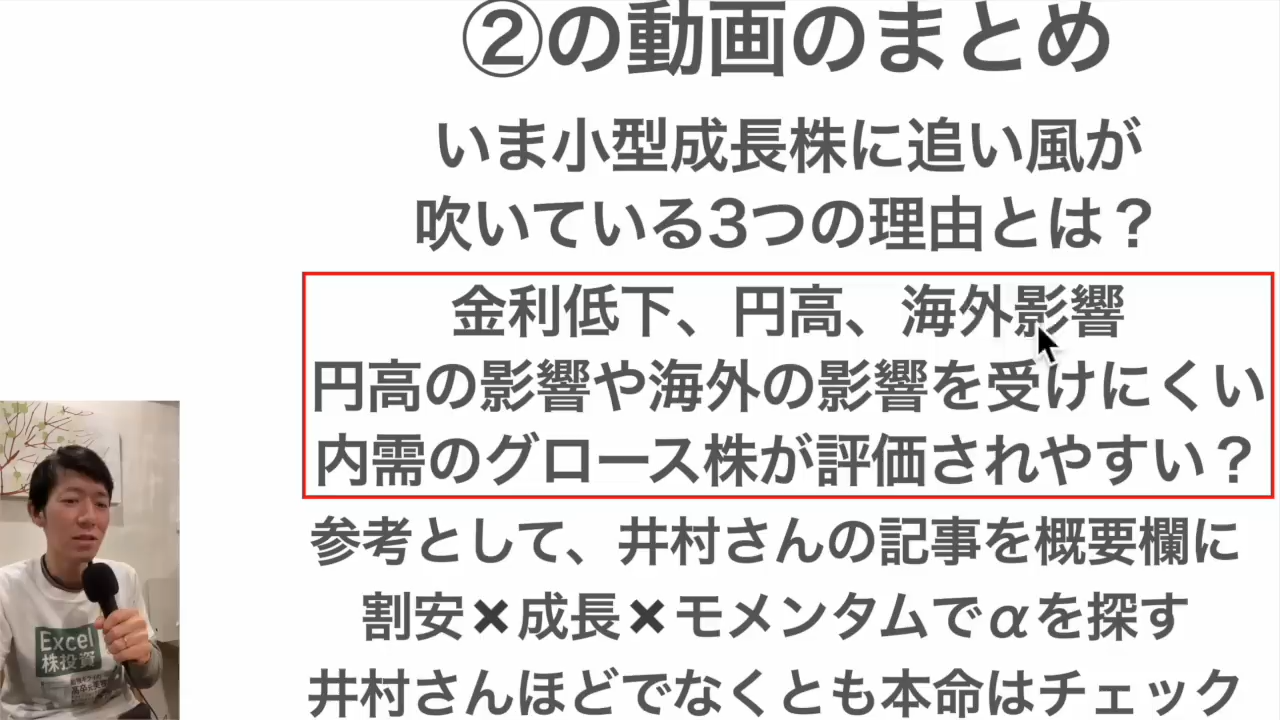 ②の動画のまとめ
いま小型成長株に追い風が
吹いている3つの理由とは？
金利低下、円高、海外影響
円高の影響や海外の影響を受けにくい
内需のグロース株が評価されやすい？
参考として、井村さんの記事を概要欄に
割安✖成長✖モメンタムでαを探す
井村さんほどでなくとも本命はチェック
Excel
株投資